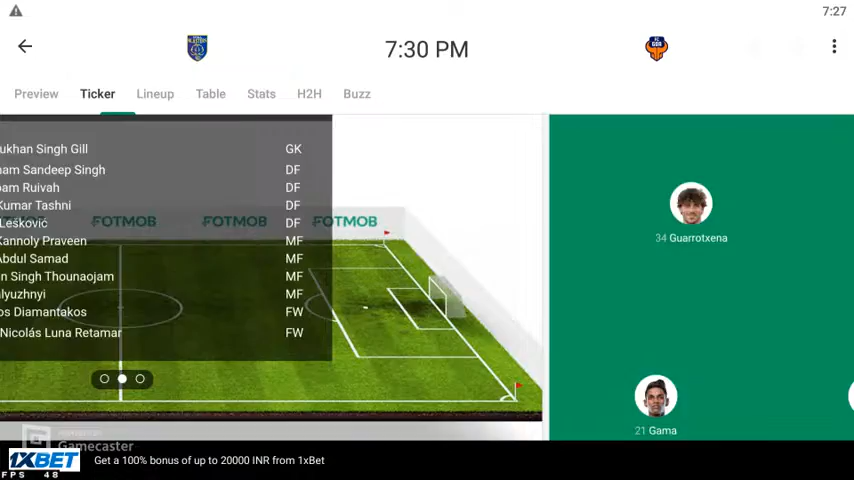 7:27
7:30 PM
Preview
Ticker
Lineup
Table
Stats
H2H
Buzz
ukhan Singh Gill GK
am Sandeep Singh DF
am Ruivah DF
Kumar Tashni DF
Lešković DF
Kannoly Praveen MF
Abdul Samad MF
n Singh Thounaojam MF
lyuzhnyi MF
os Diamantakos FW
Nicolás Luna Retamar FW
FOTMOB FOTMOB FOTMOB
34 Guarrotxena
21 Gama
Gamecaster
1XBET
Get a 100% bonus of up to 20000 INR from 1xBet
FPS 48